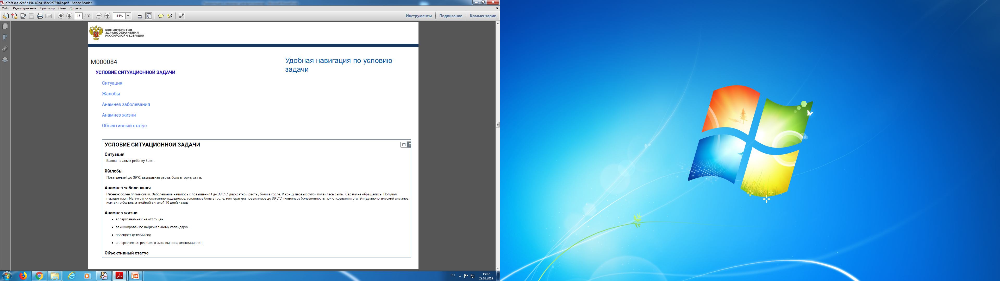 e7a7f36a-e2bf-4156-b2ba-48ae0c73561b.pdf - Adobe Reader
Файл Редактирование Просмотр Окно Справка
17 / 39 115% Инструменты Подписание Комментарии
МИНИСТЕРСТВО
ЗДРАВООХРАНЕНИЯ
РОССИЙСКОЙ ФЕДЕРАЦИИ
М000084
Удобная навигация по условию
задачи
УСЛОВИЕ СИТУАЦИОННОЙ ЗАДАЧИ
Ситуация
Жалобы
Анамнез заболевания
Анамнез жизни
Объективный статус
УСЛОВИЕ СИТУАЦИОННОЙ ЗАДАЧИ
Ситуация
Вызов на дом к ребёнку 5 лет.
Жалобы
Повышение t до 39°С, двукратная рвота, боль в горле, сыпь.
Анамнез заболевания
Ребенок болен пятые сутки. Заболевание началось с повышения t до 38,5°С, двукратной рвоты, боли в горле. К концу первых суток появилась сыпь. К врачу не обращались. Получал
парацетамол. На 5-е сутки состояние ухудшилось, усилилась боль в горле, температура повысилась до 39,5°С, появилась болезненность при открывании рта. Эпидемиологический анамнез:
контакт с больным гнойной ангиной 10 дней назад
Анамнез жизни
• аллергоанамнез: не отягощен.
• вакцинирован по национальному календарю
• посещает детский сад
• аллергическая реакция в виде сыпи на амоксициллин
Объективный статус
RU 15:37
22.01.2019